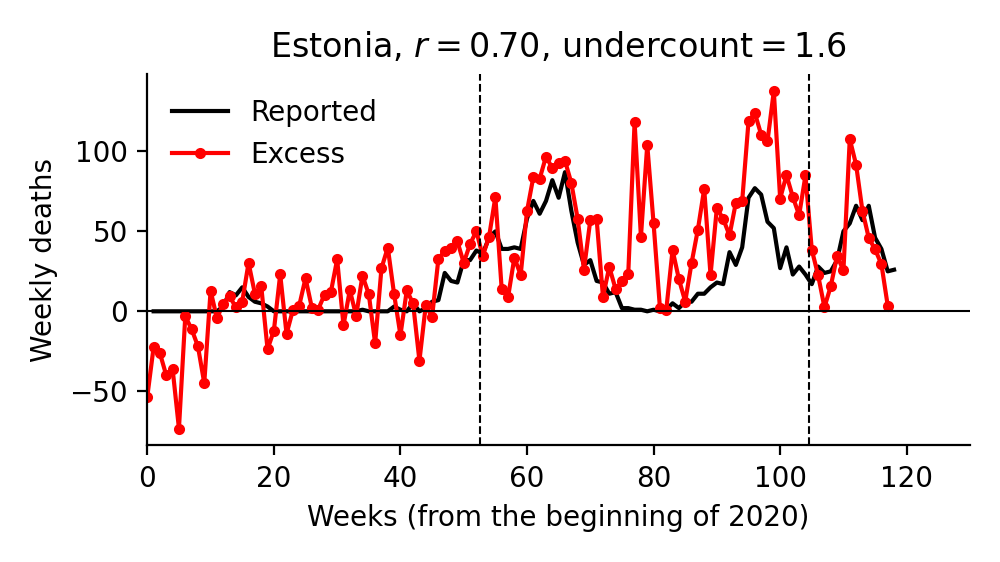 Estonia, r = 0.70, undercount = 1.6
Reported
Excess
Weekly deaths
100
50
0
−50
0 20 40 60 80 100 120
Weeks (from the beginning of 2020)